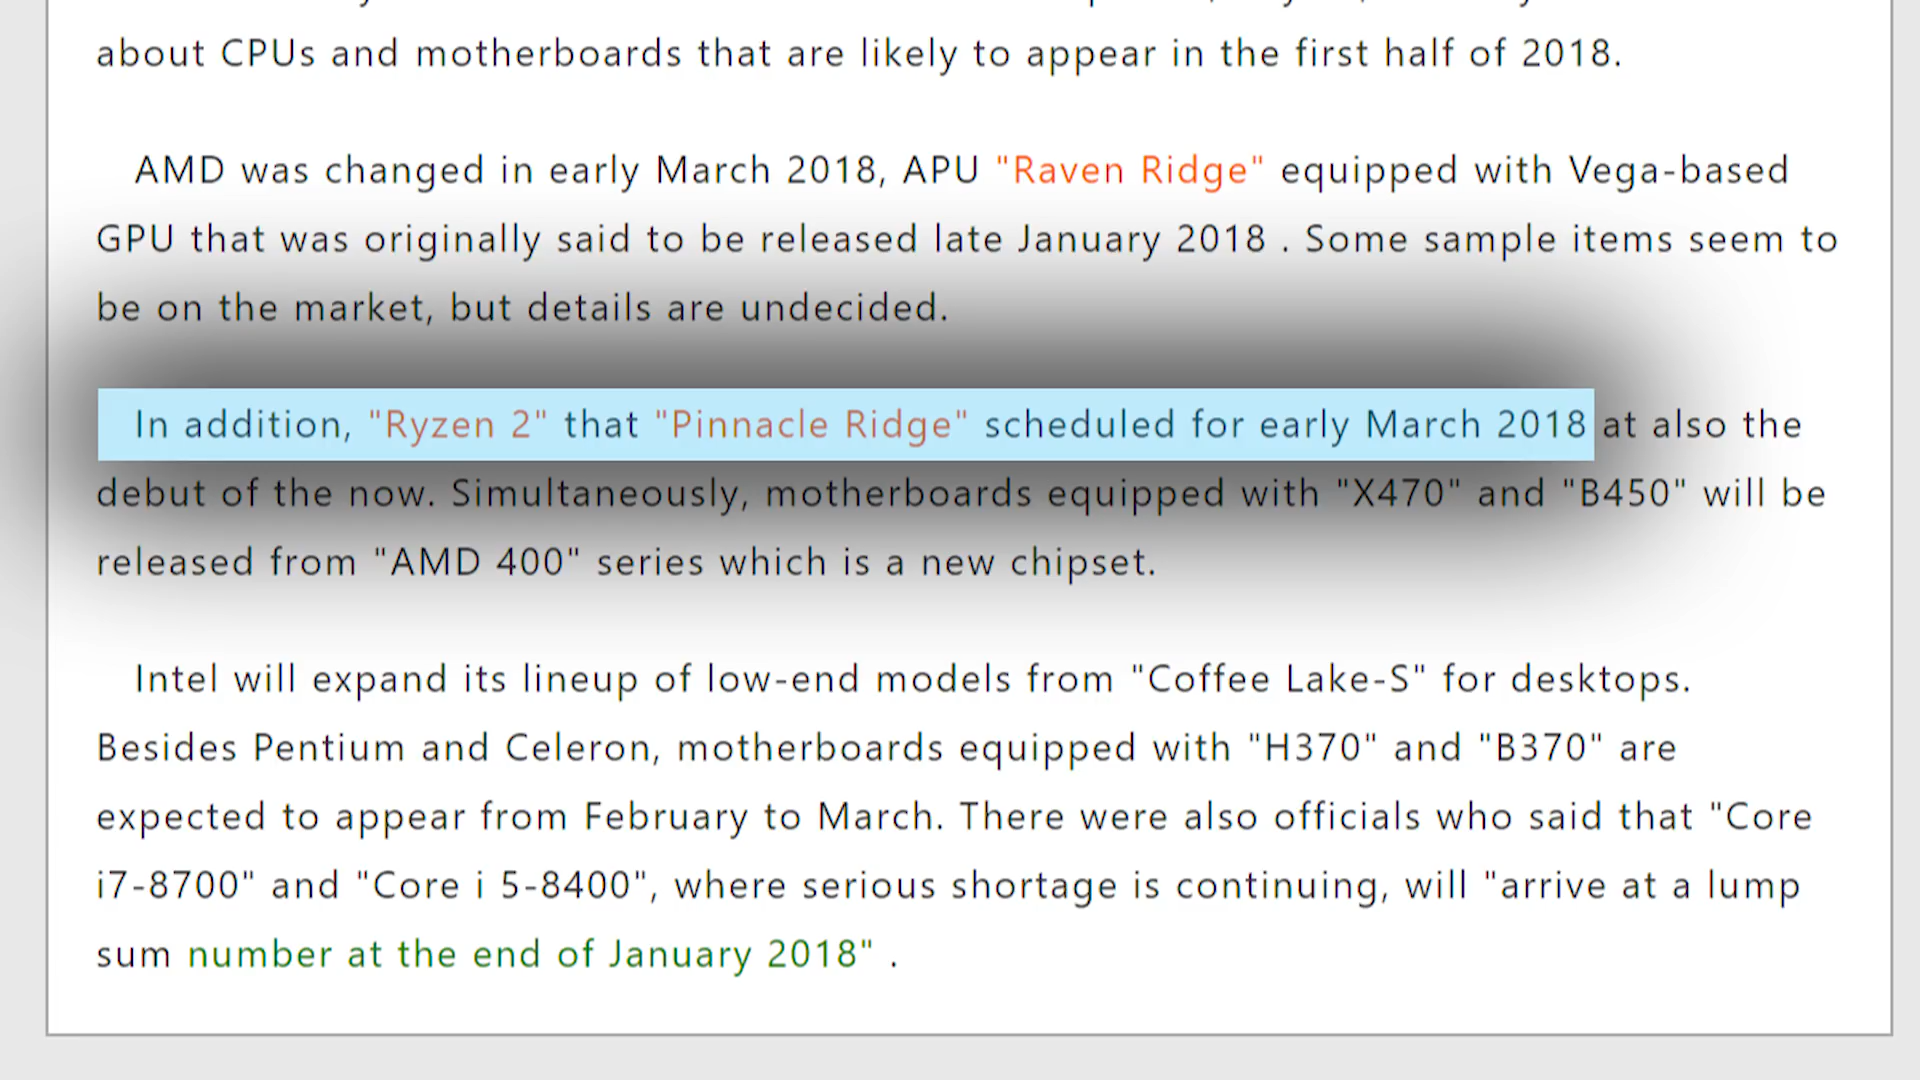 about CPUs and motherboards that are likely to appear in the first half of 2018.
AMD was changed in early March 2018, APU "Raven Ridge" equipped with Vega-based
GPU that was originally said to be released late January 2018 . Some sample items seem to
be on the market, but details are undecided.
In addition, "Ryzen 2" that "Pinnacle Ridge" scheduled for early March 2018 at also the
debut of the now. Simultaneously, motherboards equipped with "X470" and "B450" will be
released from "AMD 400" series which is a new chipset.
Intel will expand its lineup of low-end models from "Coffee Lake-S" for desktops.
Besides Pentium and Celeron, motherboards equipped with "H370" and "B370" are
expected to appear from February to March. There were also officials who said that "Core
i7-8700" and "Core i 5-8400", where serious shortage is continuing, will "arrive at a lump
sum number at the end of January 2018" .